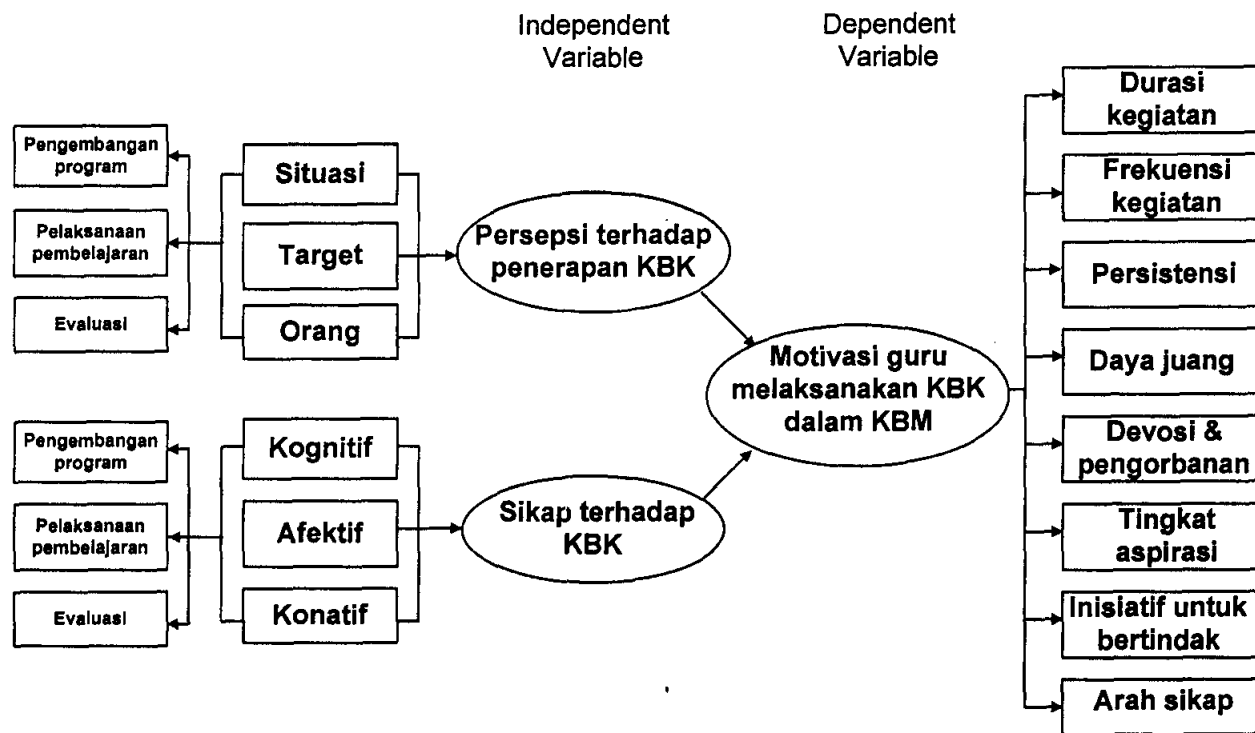 Independent
Variable
Dependent
Variable
Pengembangan
program
Pelaksanaan
pembelajaran
Evaluasi
Situasi
Target
Orang
Persepsi terhadap
penerapan KBK
Pengembangan
program
Pelaksanaan
pembelajaran
Evaluasi
Kognitif
Afektif
Konatif
Sikap terhadap
KBK
Motivasi guru
melaksanakan KBK
dalam KBM
Durasi
kegiatan
Frekuensi
kegiatan
Persistensi
Daya juang
Devosi &
pengorbanan
Tingkat
aspirasi
Inisiatif untuk
bertindak
Arah sikap